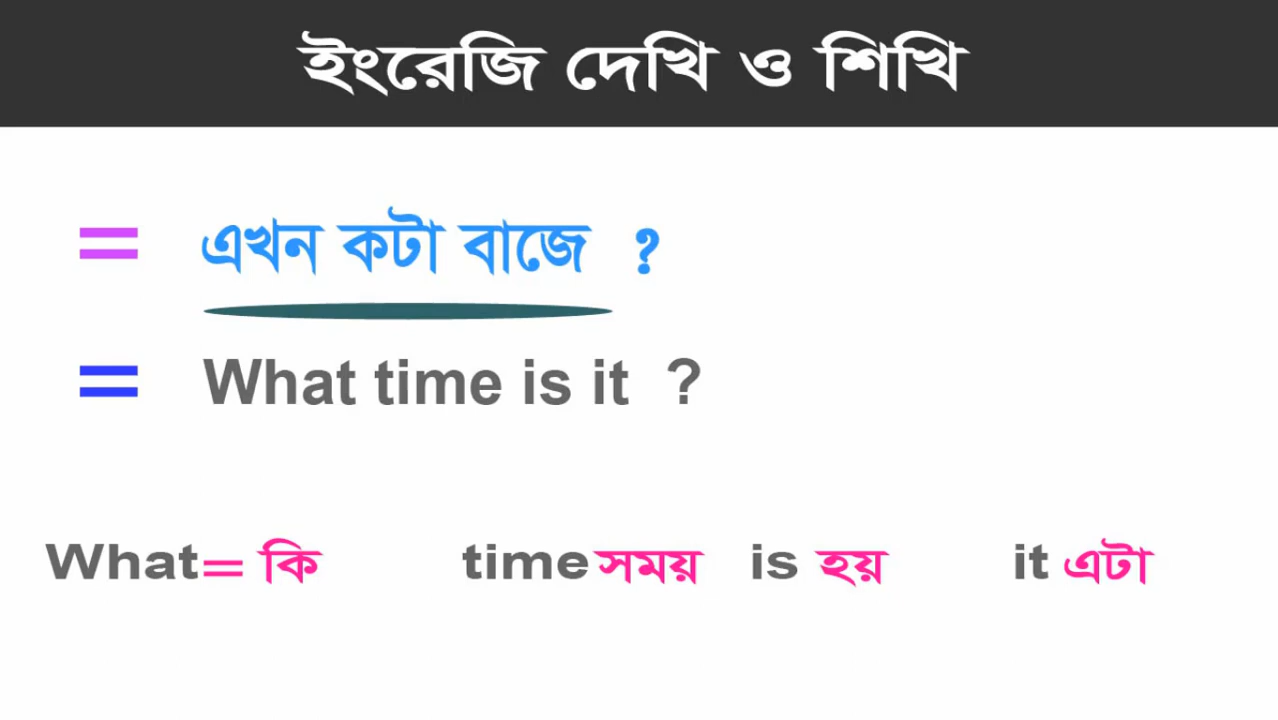 ইংরেজি দেখি ও শিখি
= এখন কটা বাজে ?
= What time is it ?
What= কি time সময় is হয় it এটা